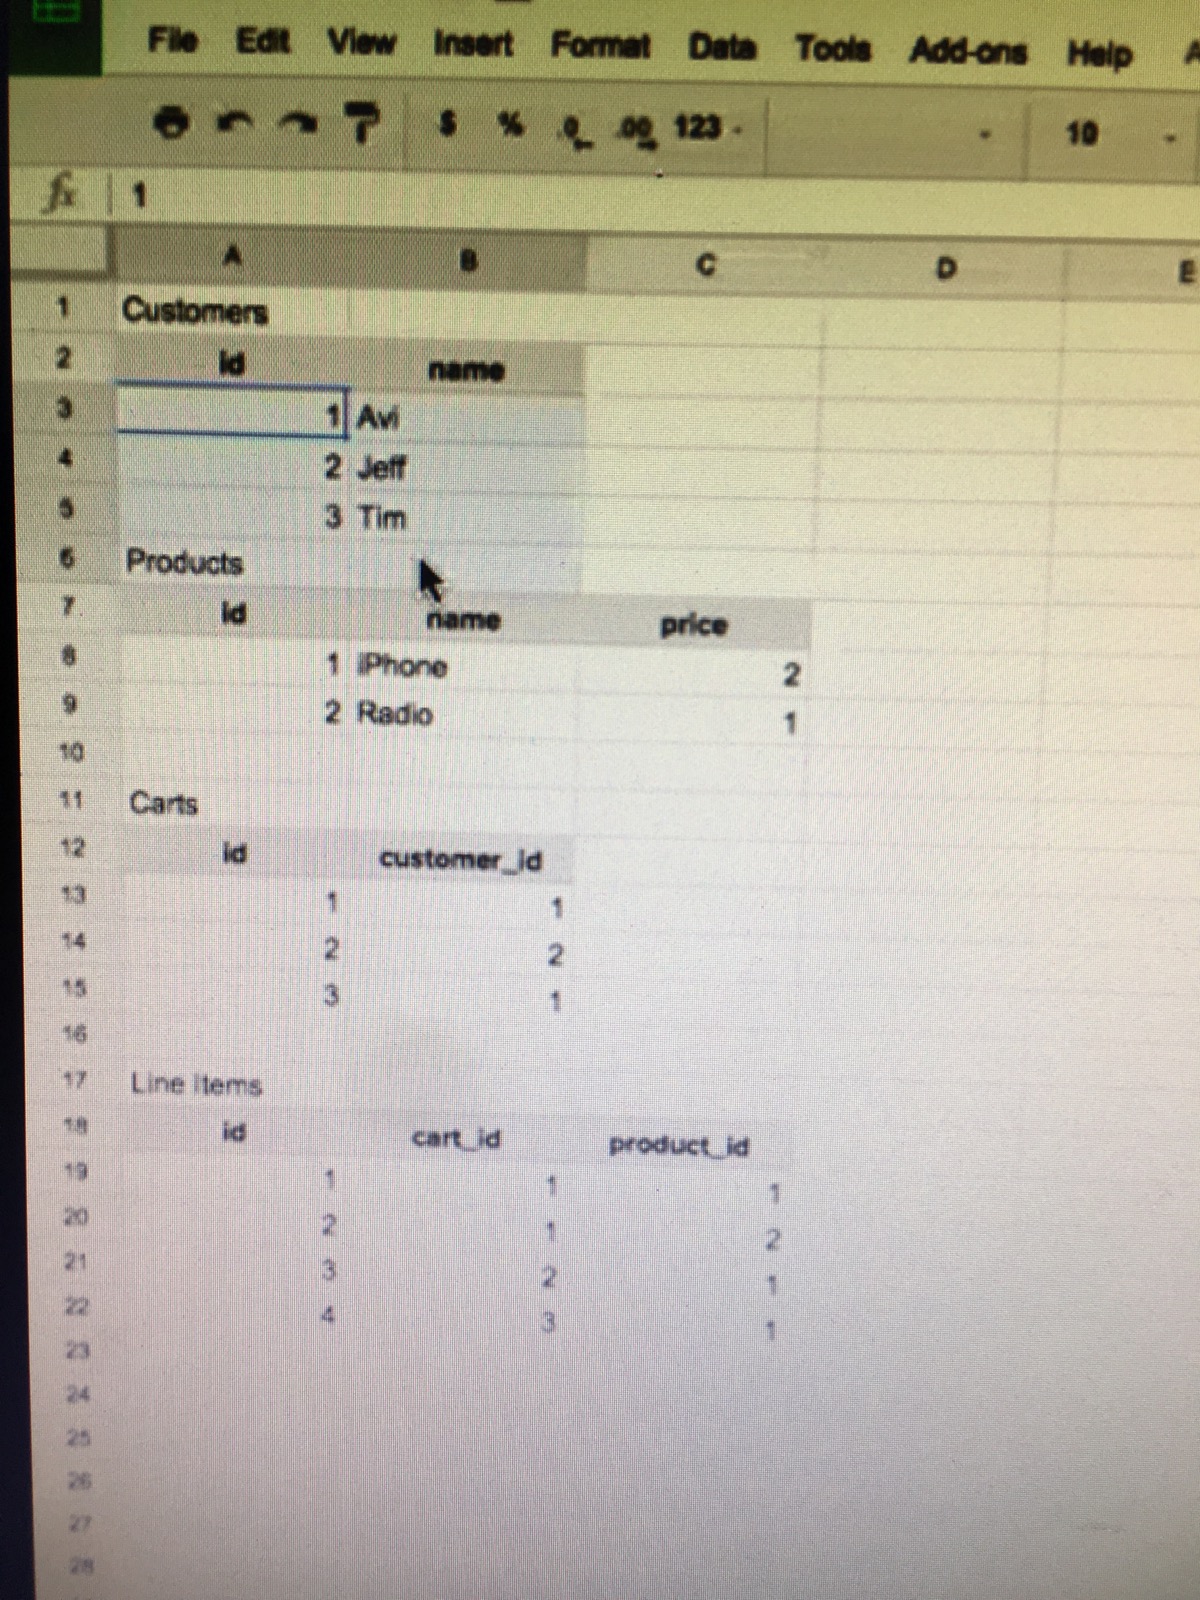 File Edit View Insert Format Data Tools Add-ons Help
$ % .0 .00 123 10
fx 1
A B C D E
1 Customers
2 id name
3 1 Avi
4 2 Jeff
5 3 Tim
6 Products
7 id name price
8 1 iPhone 2
9 2 Radio 1
10
11 Carts
12 id customer_id
13 1 1
14 2 2
15 3 1
16
17 Line Items
18 id cart_id product_id
19 1 1 1
20 2 1 2
21 3 2 1
22 4 3 1
23
24
25
26
27
28